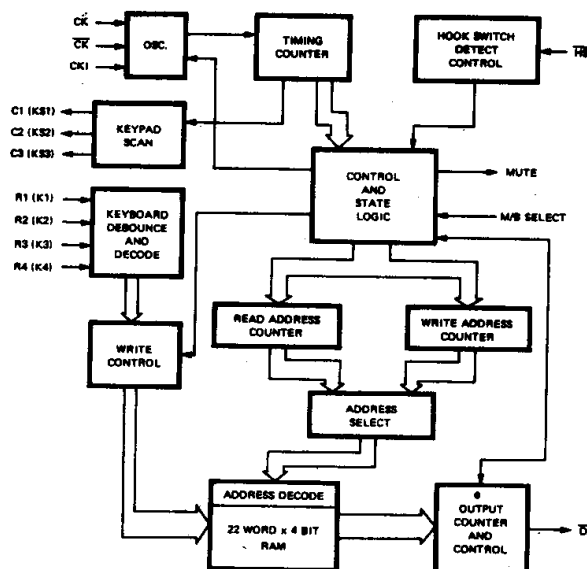 CK
C̅K̅
CKI
OSC.
TIMING
COUNTER
HOOK SWITCH
DETECT
CONTROL
C1 (KS1)
C2 (KS2)
C3 (KS3)
KEYPAD
SCAN
CONTROL
AND
STATE
LOGIC
MUTE
M/B SELECT
R1 (K1)
R2 (K2)
R3 (K3)
R4 (K4)
KEYBOARD
DEBOUNCE
AND
DECODE
READ ADDRESS
COUNTER
WRITE ADDRESS
COUNTER
WRITE
CONTROL
ADDRESS
SELECT
ADDRESS DECODE
22 WORD x 4 BIT
RAM
OUTPUT
COUNTER
AND
CONTROL